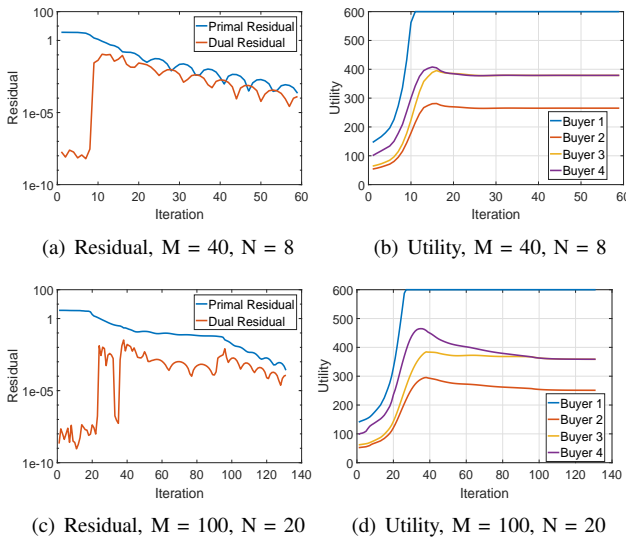 100
1e-05
1e-10
Residual
Primal Residual
Dual Residual
0 10 20 30 40 50 60
Iteration
(a) Residual, M = 40, N = 8
600
500
400
300
200
100
0
Utility
Buyer 1
Buyer 2
Buyer 3
Buyer 4
0 10 20 30 40 50
Iteration
(b) Utility, M = 40, N = 8
100
1e-05
1e-10
Residual
Primal Residual
Dual Residual
0 20 40 60 80 100 120 140
Iteration
(c) Residual, M = 100, N = 20
600
500
400
300
200
100
0
Utility
Buyer 1
Buyer 2
Buyer 3
Buyer 4
0 20 40 60 80 100 120 140
Iteration
(d) Utility, M = 100, N = 20